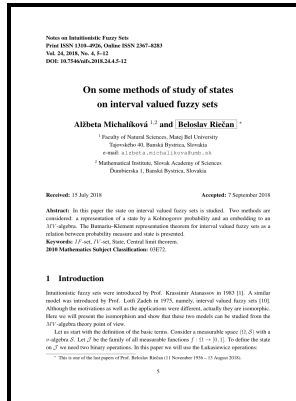 Notes on Intuitionistic Fuzzy Sets
Print ISSN 1310–4926, Online ISSN 2367–8283
Vol. 24, 2018, No. 4, 5–12
DOI: 10.7546/nifs.2018.24.4.5-12
On some methods of study of states
on interval valued fuzzy sets
Alžbeta Michalíková 1,2 and Beloslav Riečan *
1 Faculty of Natural Sciences, Matej Bel University
Tajovského 40, Banská Bystrica, Slovakia
e-mail: alzbeta.michalikova@umb.sk
2 Mathematical Institute, Slovak Academy of Sciences
Ďumbierska 1, Banská Bystrica, Slovakia
Received: 15 July 2018 Accepted: 7 September 2018
Abstract: In this paper the state on interval valued fuzzy sets is studied. Two methods are
considered: a representation of a state by a Kolmogorov probability and an embedding to an
MV-algebra. The Butnariu–Klement representation theorem for interval valued fuzzy sets as a
relation between probability measure and state is presented.
Keywords: IF-set, IV-set, State, Central limit theorem.
2010 Mathematics Subject Classification: 03E72.
1 Introduction
Intuitionistic fuzzy sets were introduced by Prof. Krassimir Atanassov in 1983 [1]. A similar
model was introduced by Prof. Lotfi Zadeh in 1975, namely, interval valued fuzzy sets [10].
Although the motivations as well as the applications were different, actually they are isomorphic.
Here we will present the isomorphism and show that these two models can be studied from the
MV-algebra theory point of view.
Let us start with the definition of the basic terms. Consider a measurable space (Ω, S) with a
σ-algebra S. Let J be the family of all measurable functions f : Ω → [0, 1]. To define the state
on J we need two binary operations. In this paper we will use the Łukasiewicz operations:
* This is one of the last papers of Prof. Beloslav Riečan (11 November 1936 – 13 August 2018).
5